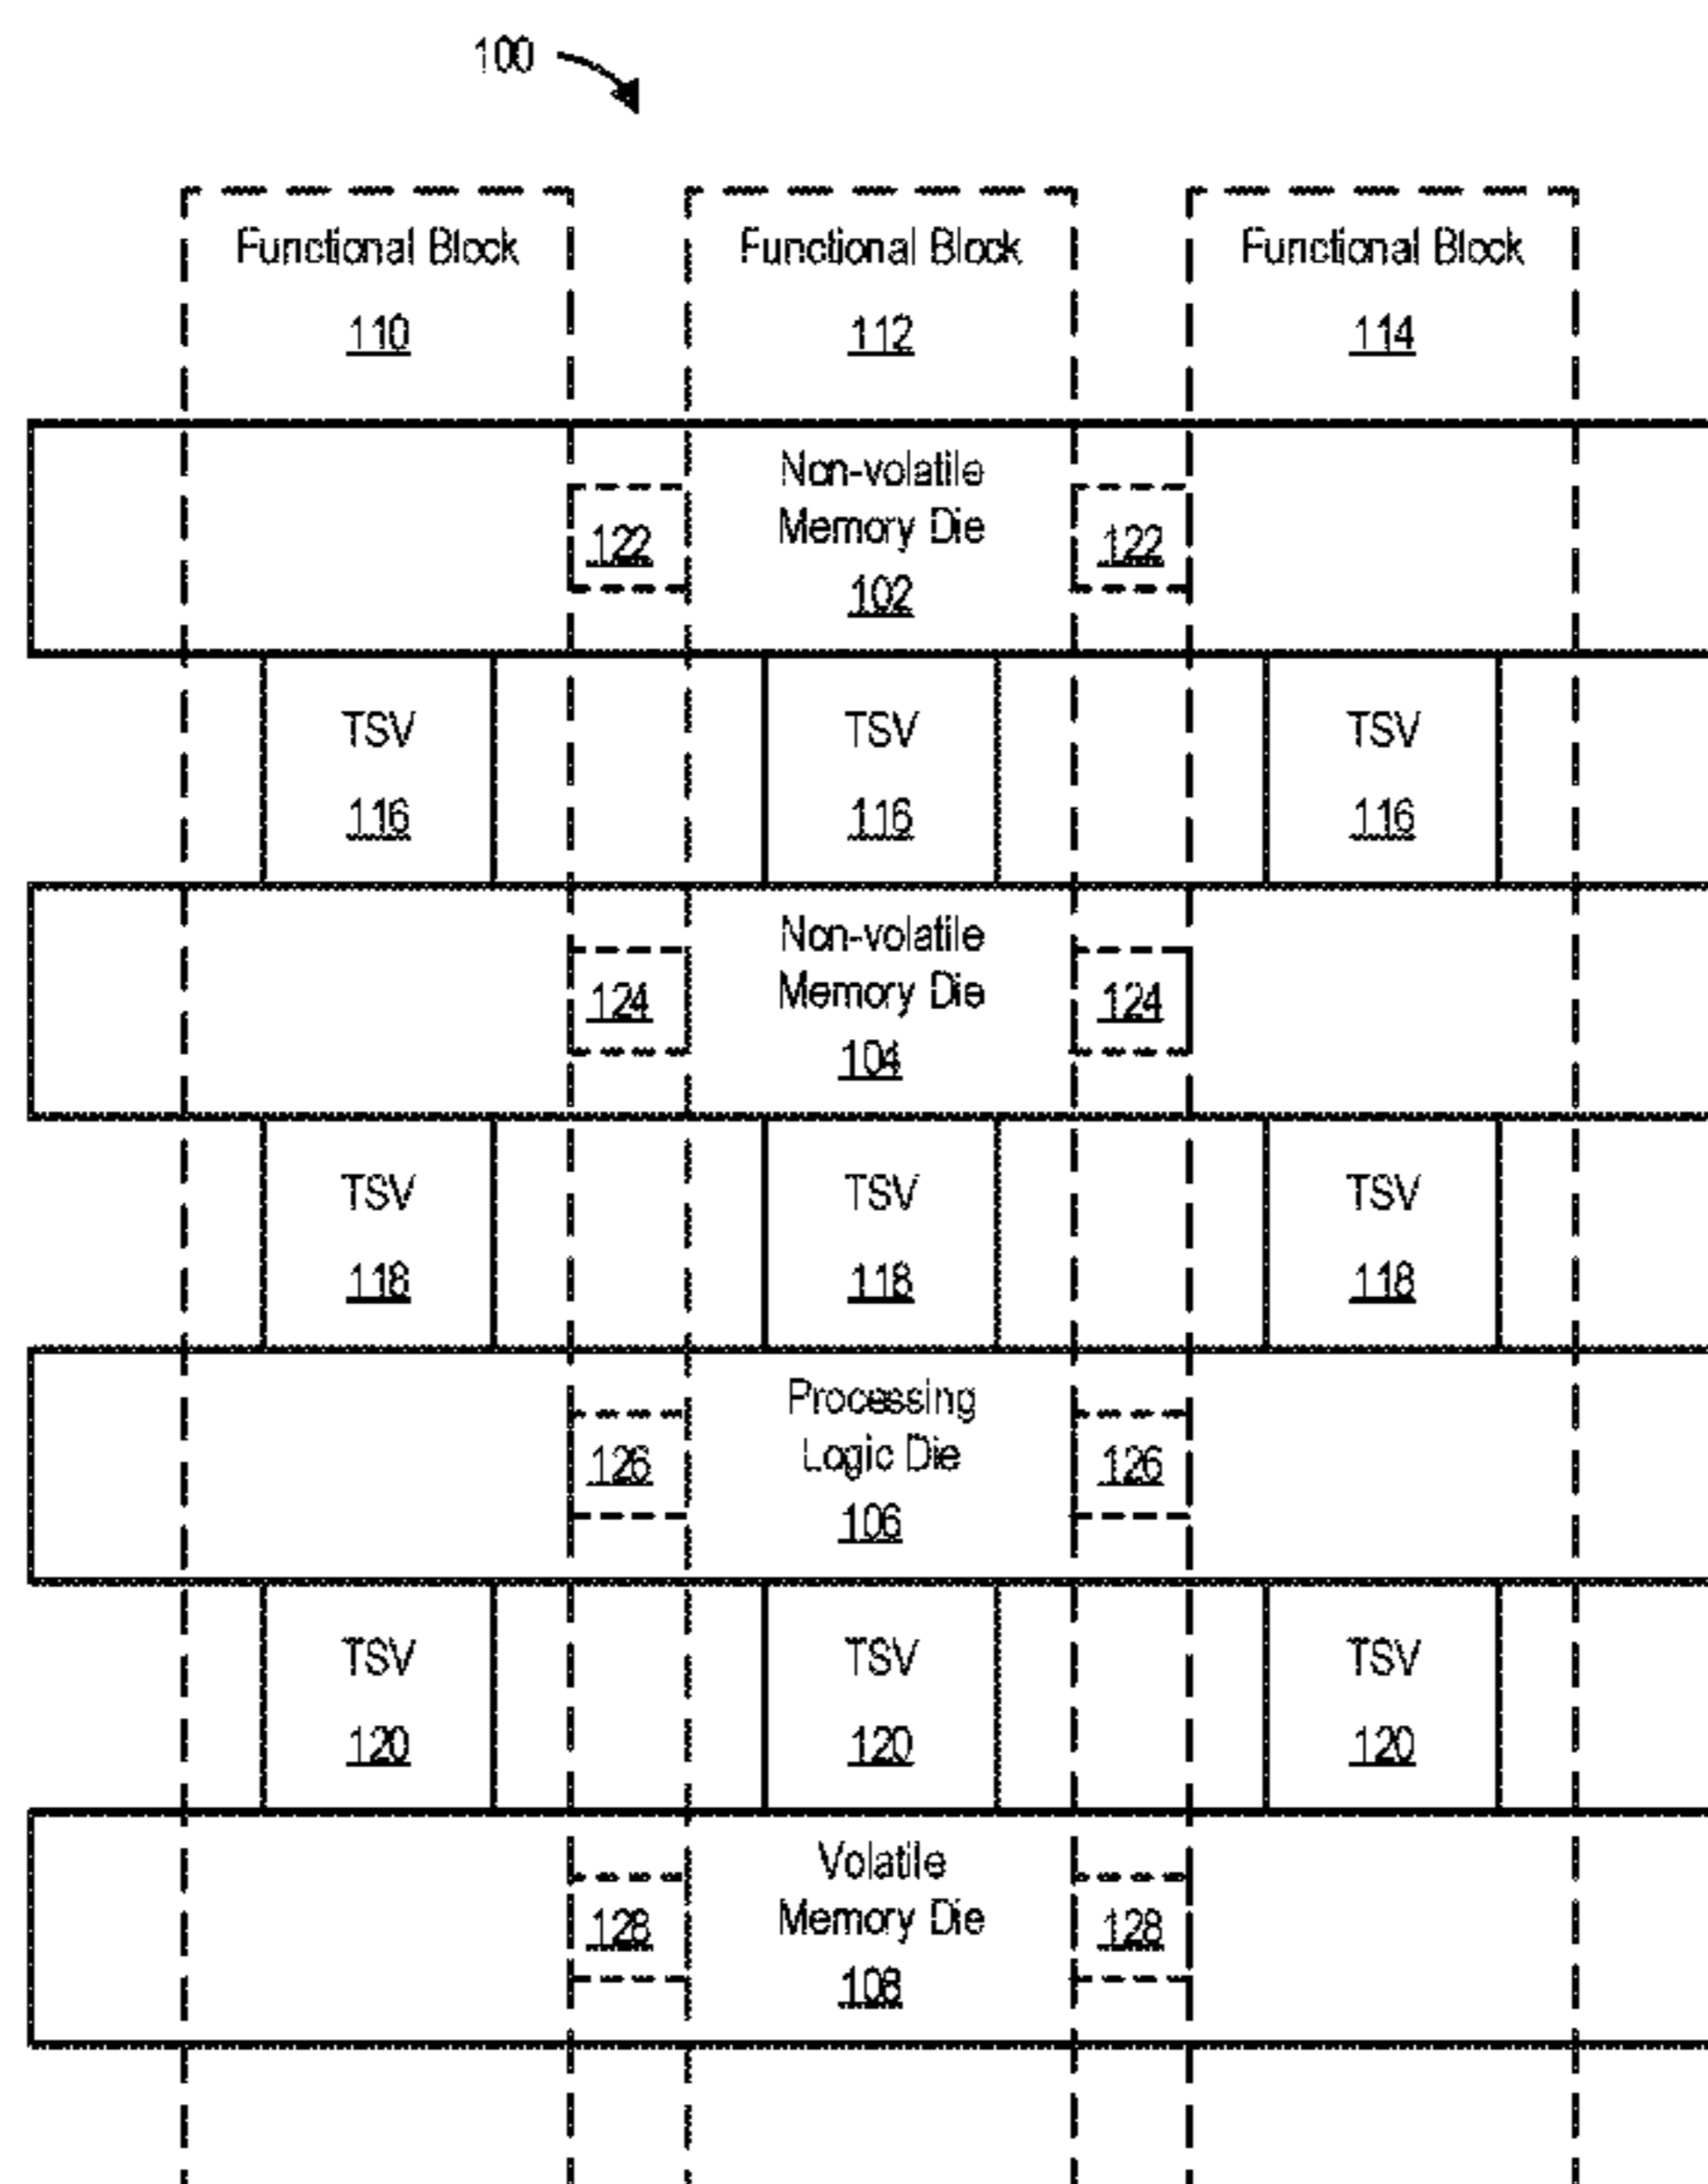 100
Functional Block Functional Block Functional Block
110 112 114
Non-volatile
Memory Die
122 122
102
TSV TSV TSV
116 116 116
Non-volatile
Memory Die
124 124
104
TSV TSV TSV
118 118 118
Processing
Logic Die
126 126
106
TSV TSV TSV
120 120 120
Volatile
Memory Die
128 128
108